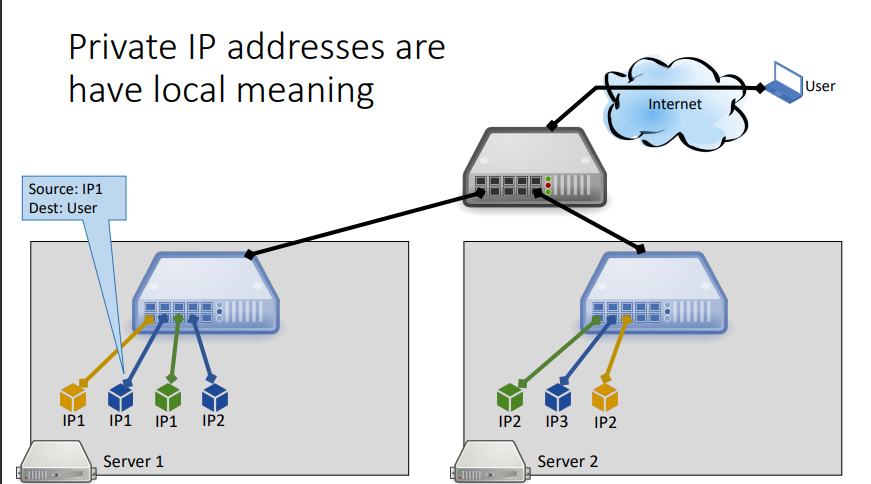 Private IP addresses are
have local meaning
Internet
User
Source: IP1
Dest: User
IP1
IP1
IP1
IP2
IP2
IP3
IP2
Server 1
Server 2